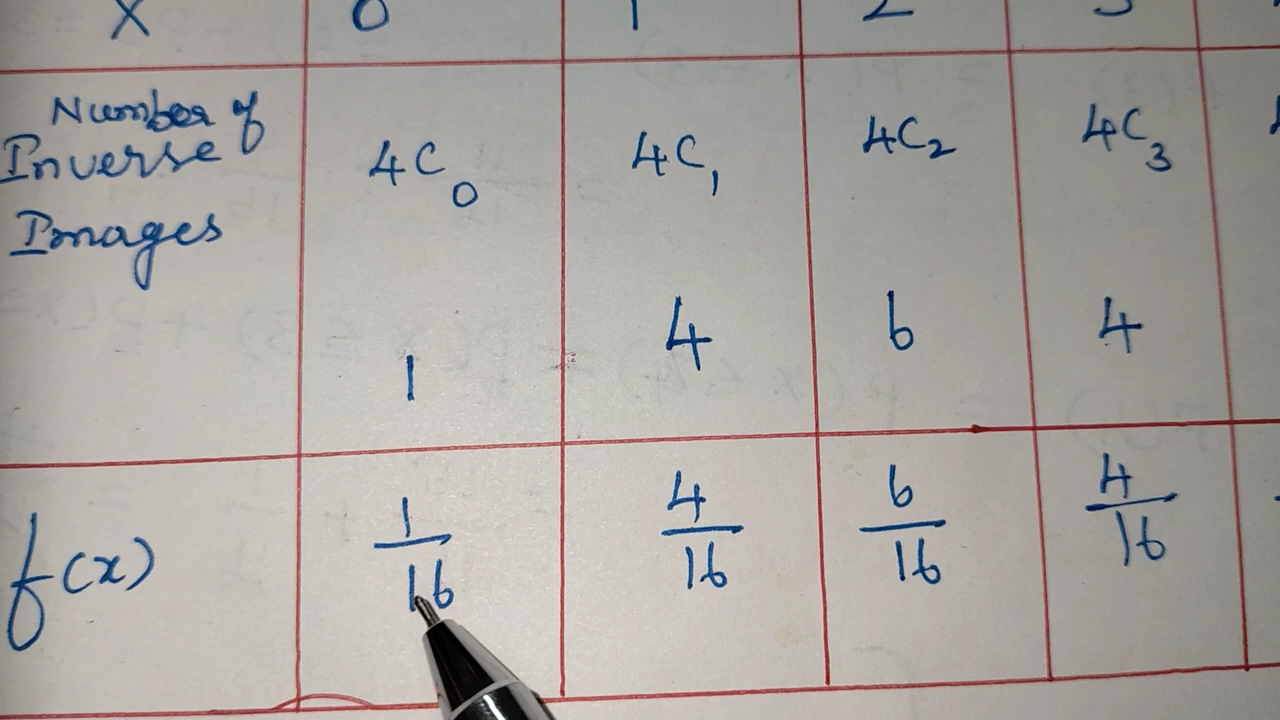 X 0 1 2 3
Number of
Inverse
Images
4C0 4C1 4C2 4C3
1 4 6 4
f(x) 1/16 4/16 6/16 4/16